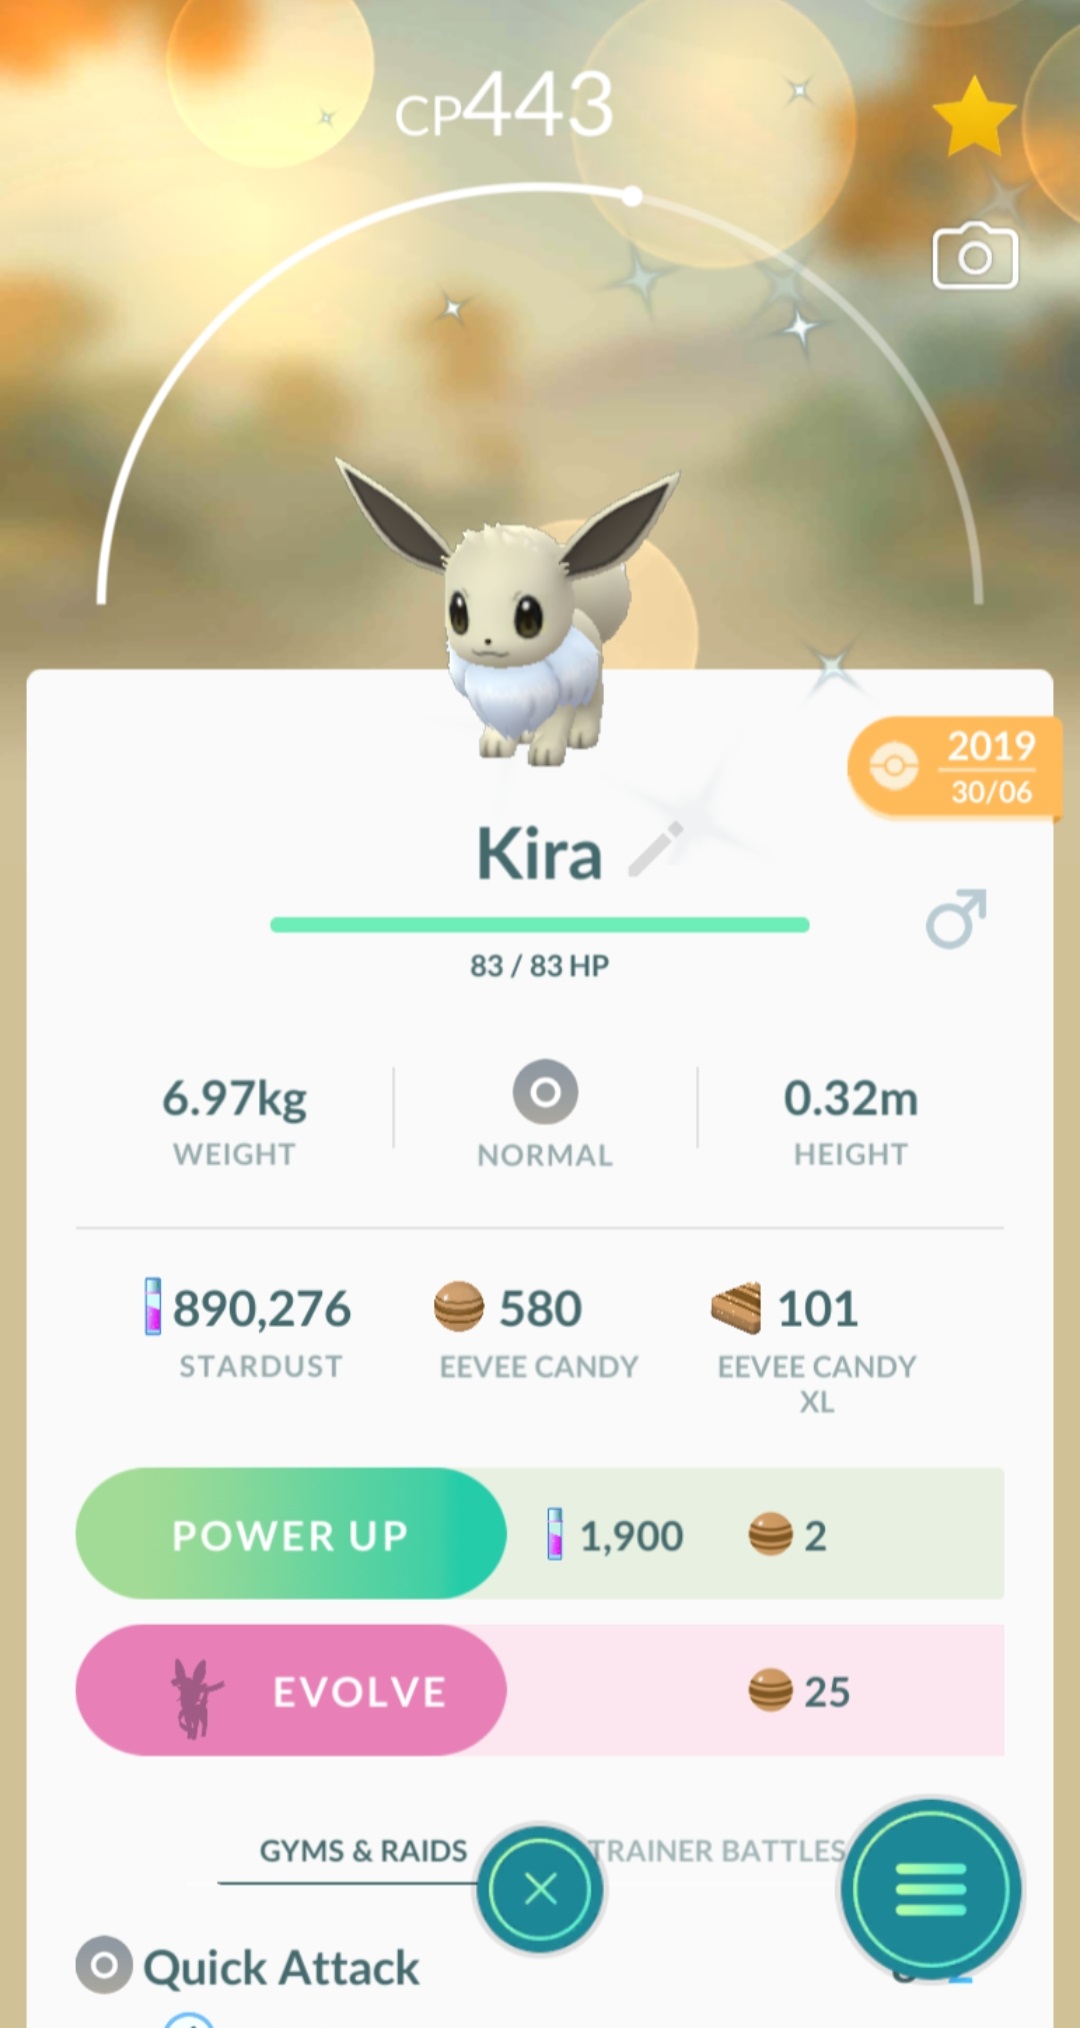 CP443
2019
30/06
Kira
83 / 83 HP
6.97kg
WEIGHT
NORMAL
0.32m
HEIGHT
890,276
STARDUST
580
EEVEE CANDY
101
EEVEE CANDY
XL
POWER UP
1,900
2
EVOLVE
25
GYMS & RAIDS
TRAINER BATTLES
Quick Attack